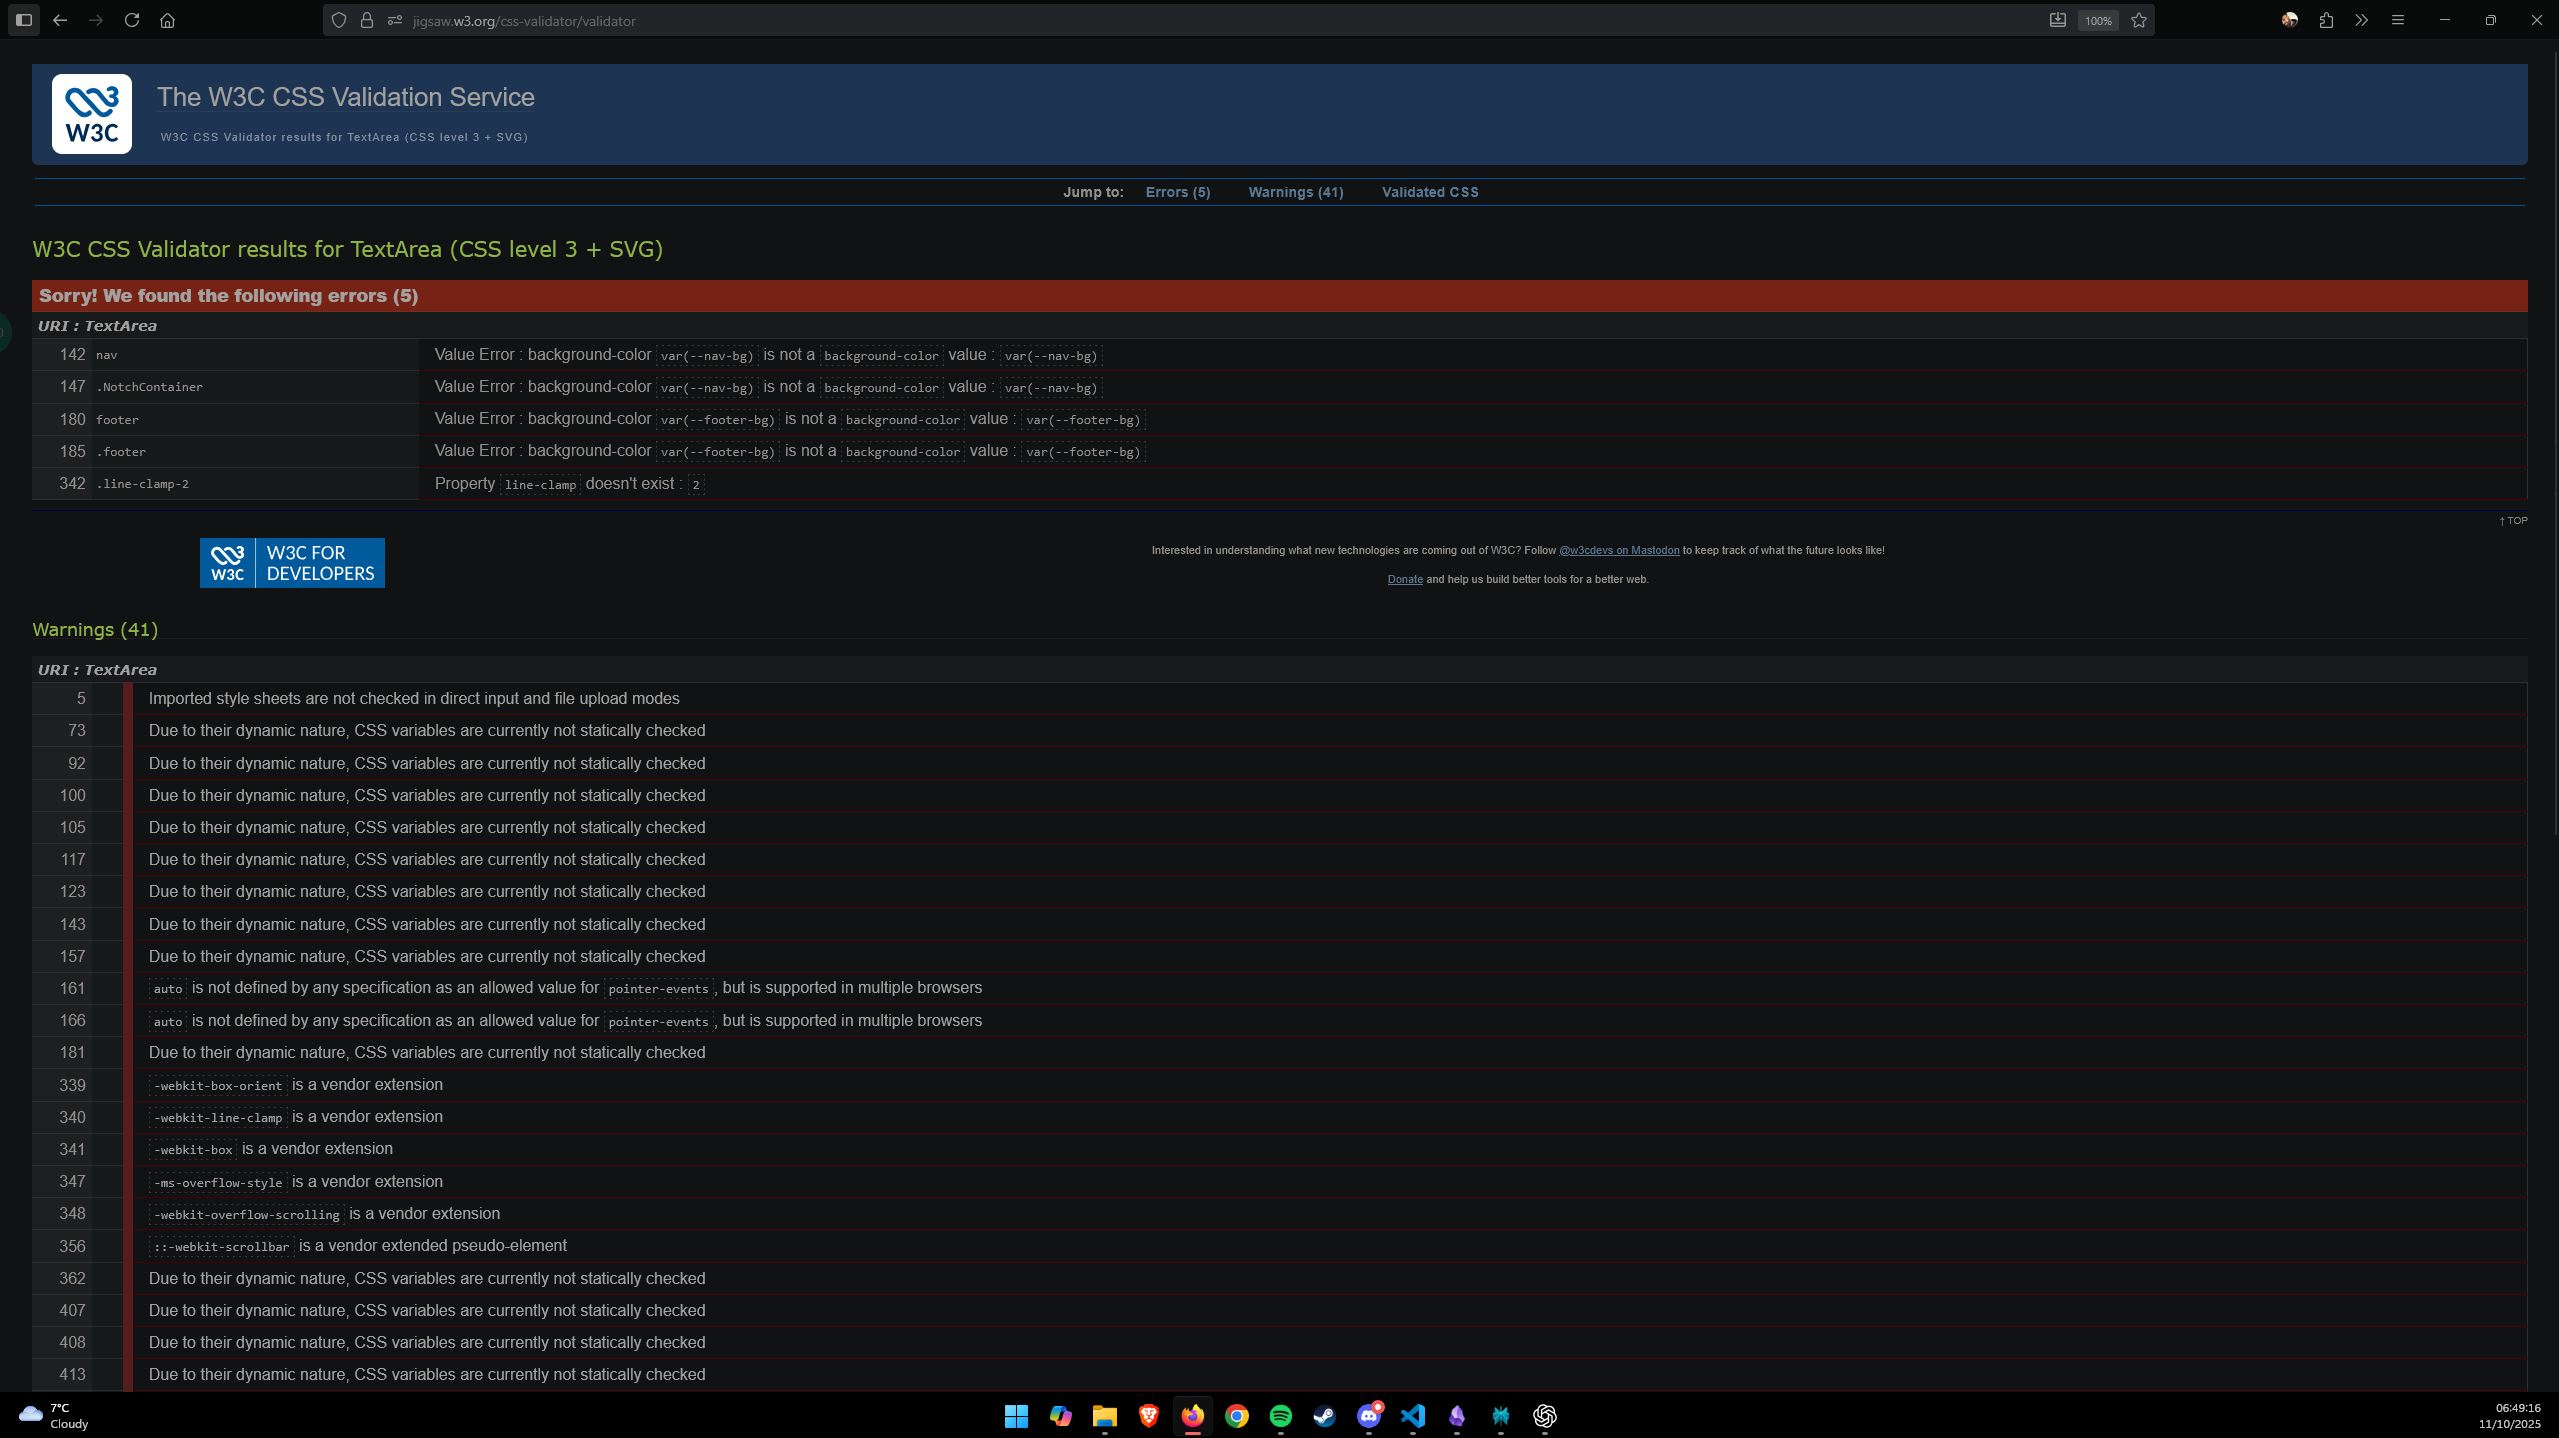 jigsaw.w3.org/css-validator/validator
100%
W3C
The W3C CSS Validation Service
W3C CSS Validator results for TextArea (CSS level 3 + SVG)
Jump to: Errors (5) Warnings (41) Validated CSS
W3C CSS Validator results for TextArea (CSS level 3 + SVG)
Sorry! We found the following errors (5)
URI : TextArea
142 nav Value Error : background-color var(--nav-bg) is not a background-color value : var(--nav-bg)
147 .NotchContainer Value Error : background-color var(--nav-bg) is not a background-color value : var(--nav-bg)
180 footer Value Error : background-color var(--footer-bg) is not a background-color value : var(--footer-bg)
185 .footer Value Error : background-color var(--footer-bg) is not a background-color value : var(--footer-bg)
342 .line-clamp-2 Property line-clamp doesn't exist : 2
↑ TOP
W3C
W3C FOR
DEVELOPERS
Interested in understanding what new technologies are coming out of W3C? Follow @w3cdevs on Mastodon to keep track of what the future looks like!
Donate and help us build better tools for a better web.
Warnings (41)
URI : TextArea
5 Imported style sheets are not checked in direct input and file upload modes
73 Due to their dynamic nature, CSS variables are currently not statically checked
92 Due to their dynamic nature, CSS variables are currently not statically checked
100 Due to their dynamic nature, CSS variables are currently not statically checked
105 Due to their dynamic nature, CSS variables are currently not statically checked
117 Due to their dynamic nature, CSS variables are currently not statically checked
123 Due to their dynamic nature, CSS variables are currently not statically checked
143 Due to their dynamic nature, CSS variables are currently not statically checked
157 Due to their dynamic nature, CSS variables are currently not statically checked
161 auto is not defined by any specification as an allowed value for pointer-events, but is supported in multiple browsers
166 auto is not defined by any specification as an allowed value for pointer-events, but is supported in multiple browsers
181 Due to their dynamic nature, CSS variables are currently not statically checked
339 -webkit-box-orient is a vendor extension
340 -webkit-line-clamp is a vendor extension
341 -webkit-box is a vendor extension
347 -ms-overflow-style is a vendor extension
348 -webkit-overflow-scrolling is a vendor extension
356 ::-webkit-scrollbar is a vendor extended pseudo-element
362 Due to their dynamic nature, CSS variables are currently not statically checked
407 Due to their dynamic nature, CSS variables are currently not statically checked
408 Due to their dynamic nature, CSS variables are currently not statically checked
413 Due to their dynamic nature, CSS variables are currently not statically checked
7°C
Cloudy
06:49:16
11/10/2025